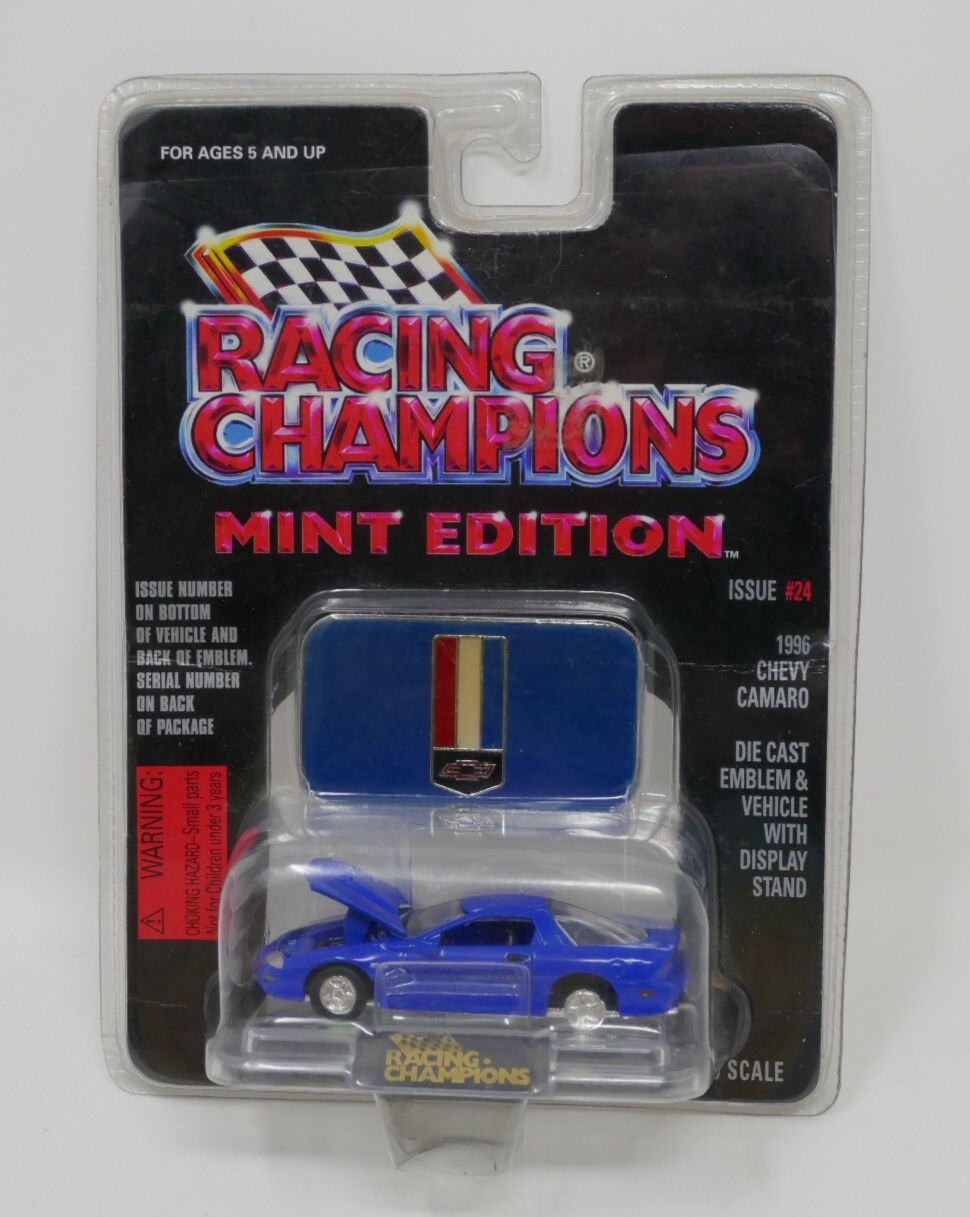 FOR AGES 5 AND UP
RACING ®
CHAMPIONS
MINT EDITION™
ISSUE NUMBER
ON BOTTOM
OF VEHICLE AND
BACK OF EMBLEM.
SERIAL NUMBER
ON BACK
OF PACKAGE
ISSUE #24
1996
CHEVY
CAMARO
DIE CAST
EMBLEM &
VEHICLE
WITH
DISPLAY
STAND
WARNING:
CHOKING HAZARD–Small parts
Not for Children under 3 years
RACING
CHAMPIONS
SCALE